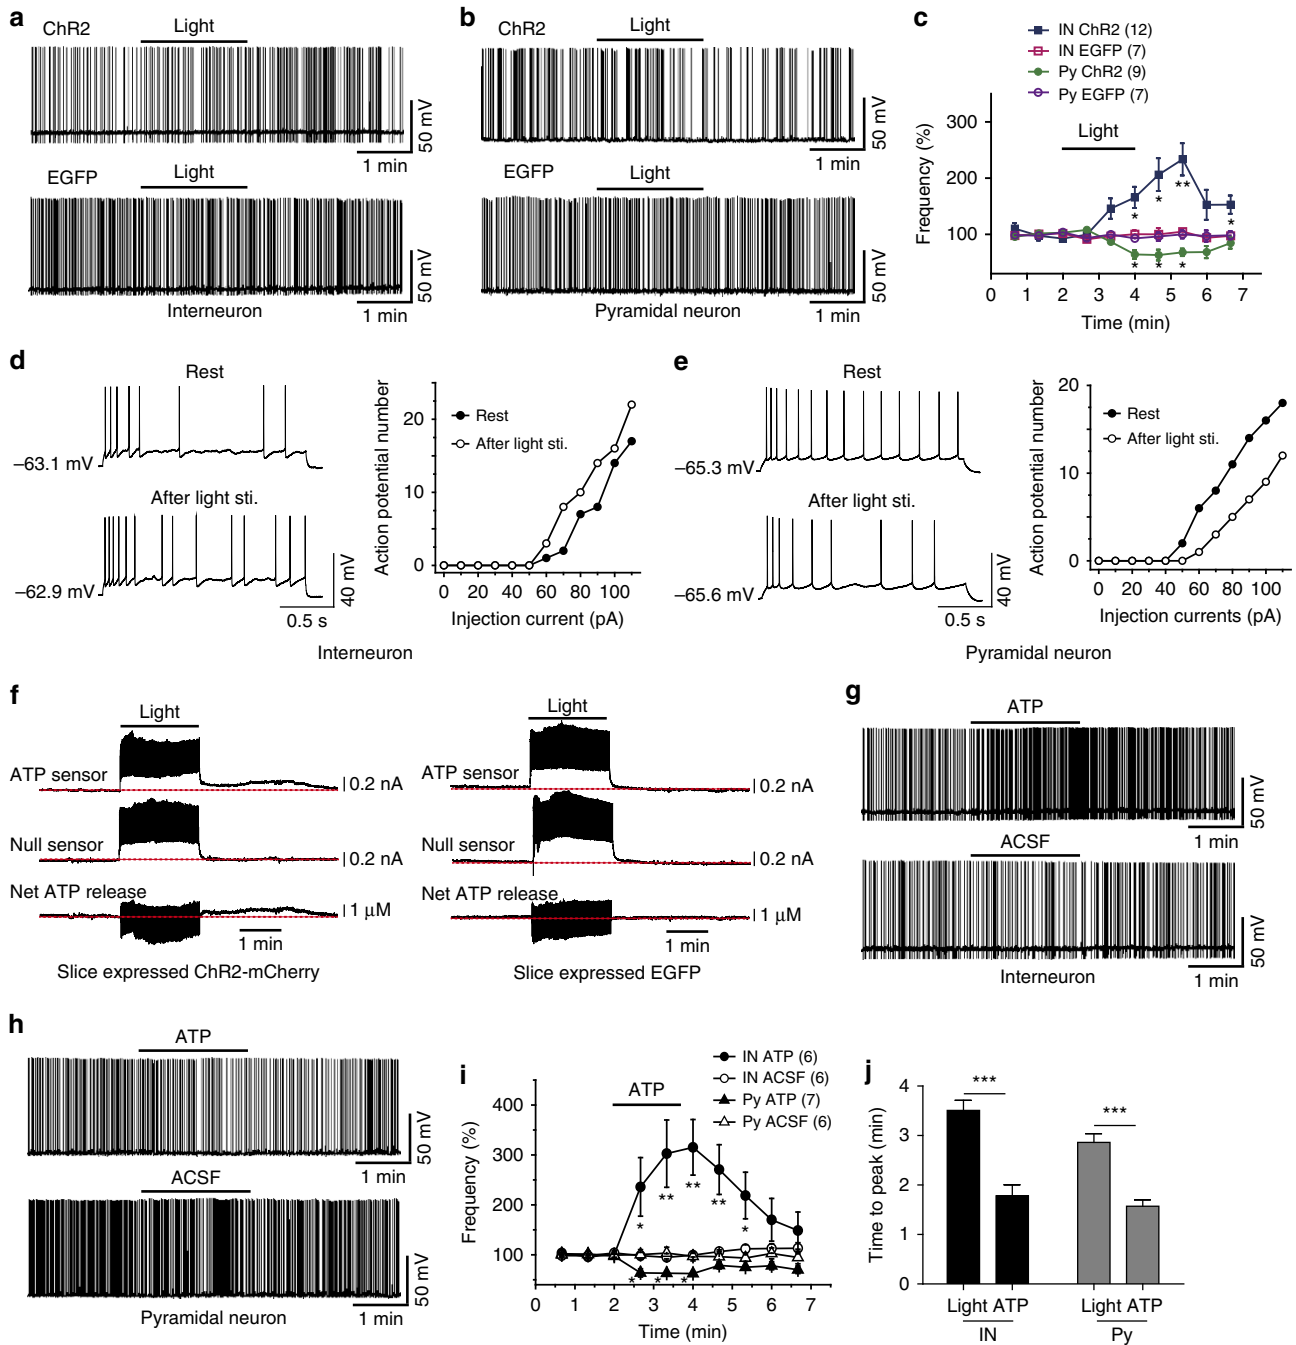 a
ChR2
Light
50 mV
1 min
EGFP
Light
50 mV
Interneuron
1 min
b
ChR2
Light
50 mV
1 min
EGFP
Light
50 mV
Pyramidal neuron
1 min
c
IN ChR2 (12)
IN EGFP (7)
Py ChR2 (9)
Py EGFP (7)
Light
Frequency (%)
300
200
100
**
*
*
*
*
*
*
0 1 2 3 4 5 6 7
Time (min)
d
Rest
–63.1 mV
After light sti.
–62.9 mV
40 mV
0.5 s
Action potential number
20
10
0
Rest
After light sti.
0 20 40 60 80 100
Injection current (pA)
Interneuron
e
Rest
–65.3 mV
After light sti.
–65.6 mV
40 mV
0.5 s
Action potential number
20
10
0
Rest
After light sti.
0 20 40 60 80 100
Injection currents (pA)
Pyramidal neuron
f
Light
ATP sensor
0.2 nA
Null sensor
0.2 nA
Net ATP release
1 μM
1 min
Slice expressed ChR2-mCherry
Light
ATP sensor
0.2 nA
Null sensor
0.2 nA
Net ATP release
1 μM
1 min
Slice expressed EGFP
g
ATP
50 mV
1 min
ACSF
50 mV
Interneuron
1 min
h
ATP
50 mV
1 min
ACSF
50 mV
Pyramidal neuron
1 min
i
IN ATP (6)
IN ACSF (6)
Py ATP (7)
Py ACSF (6)
ATP
Frequency (%)
400
300
200
100
*
**
**
**
*
*
*
*
0 1 2 3 4 5 6 7
Time (min)
j
Time to peak (min)
4
3
2
1
0
***
***
Light ATP
IN
Light ATP
Py